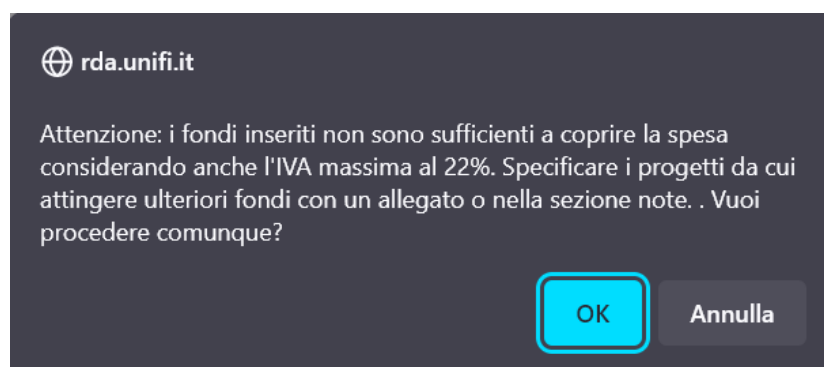 rda.unifi.it
Attenzione: i fondi inseriti non sono sufficienti a coprire la spesa
considerando anche l'IVA massima al 22%. Specificare i progetti da cui
attingere ulteriori fondi con un allegato o nella sezione note. . Vuoi
procedere comunque?
OK
Annulla